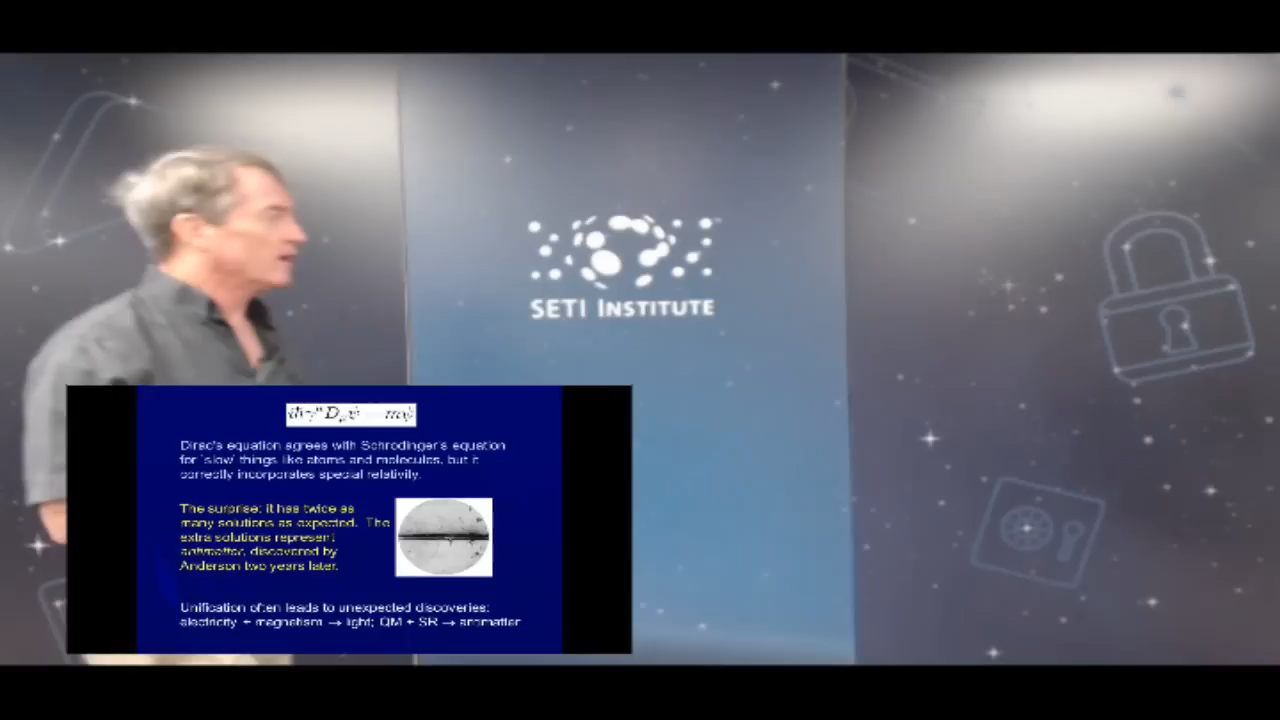 SETI INSTITUTE
Dirac's equation agrees with Schrodinger's equation
for 'slow' things like atoms and molecules, but it
correctly incorporates special relativity.
The surprise: it has twice as
many solutions as expected. The
extra solutions represent
antimatter, discovered by
Anderson two years later.
Unification often leads to unexpected discoveries:
electricity + magnetism → light; QM + SR → antimatter